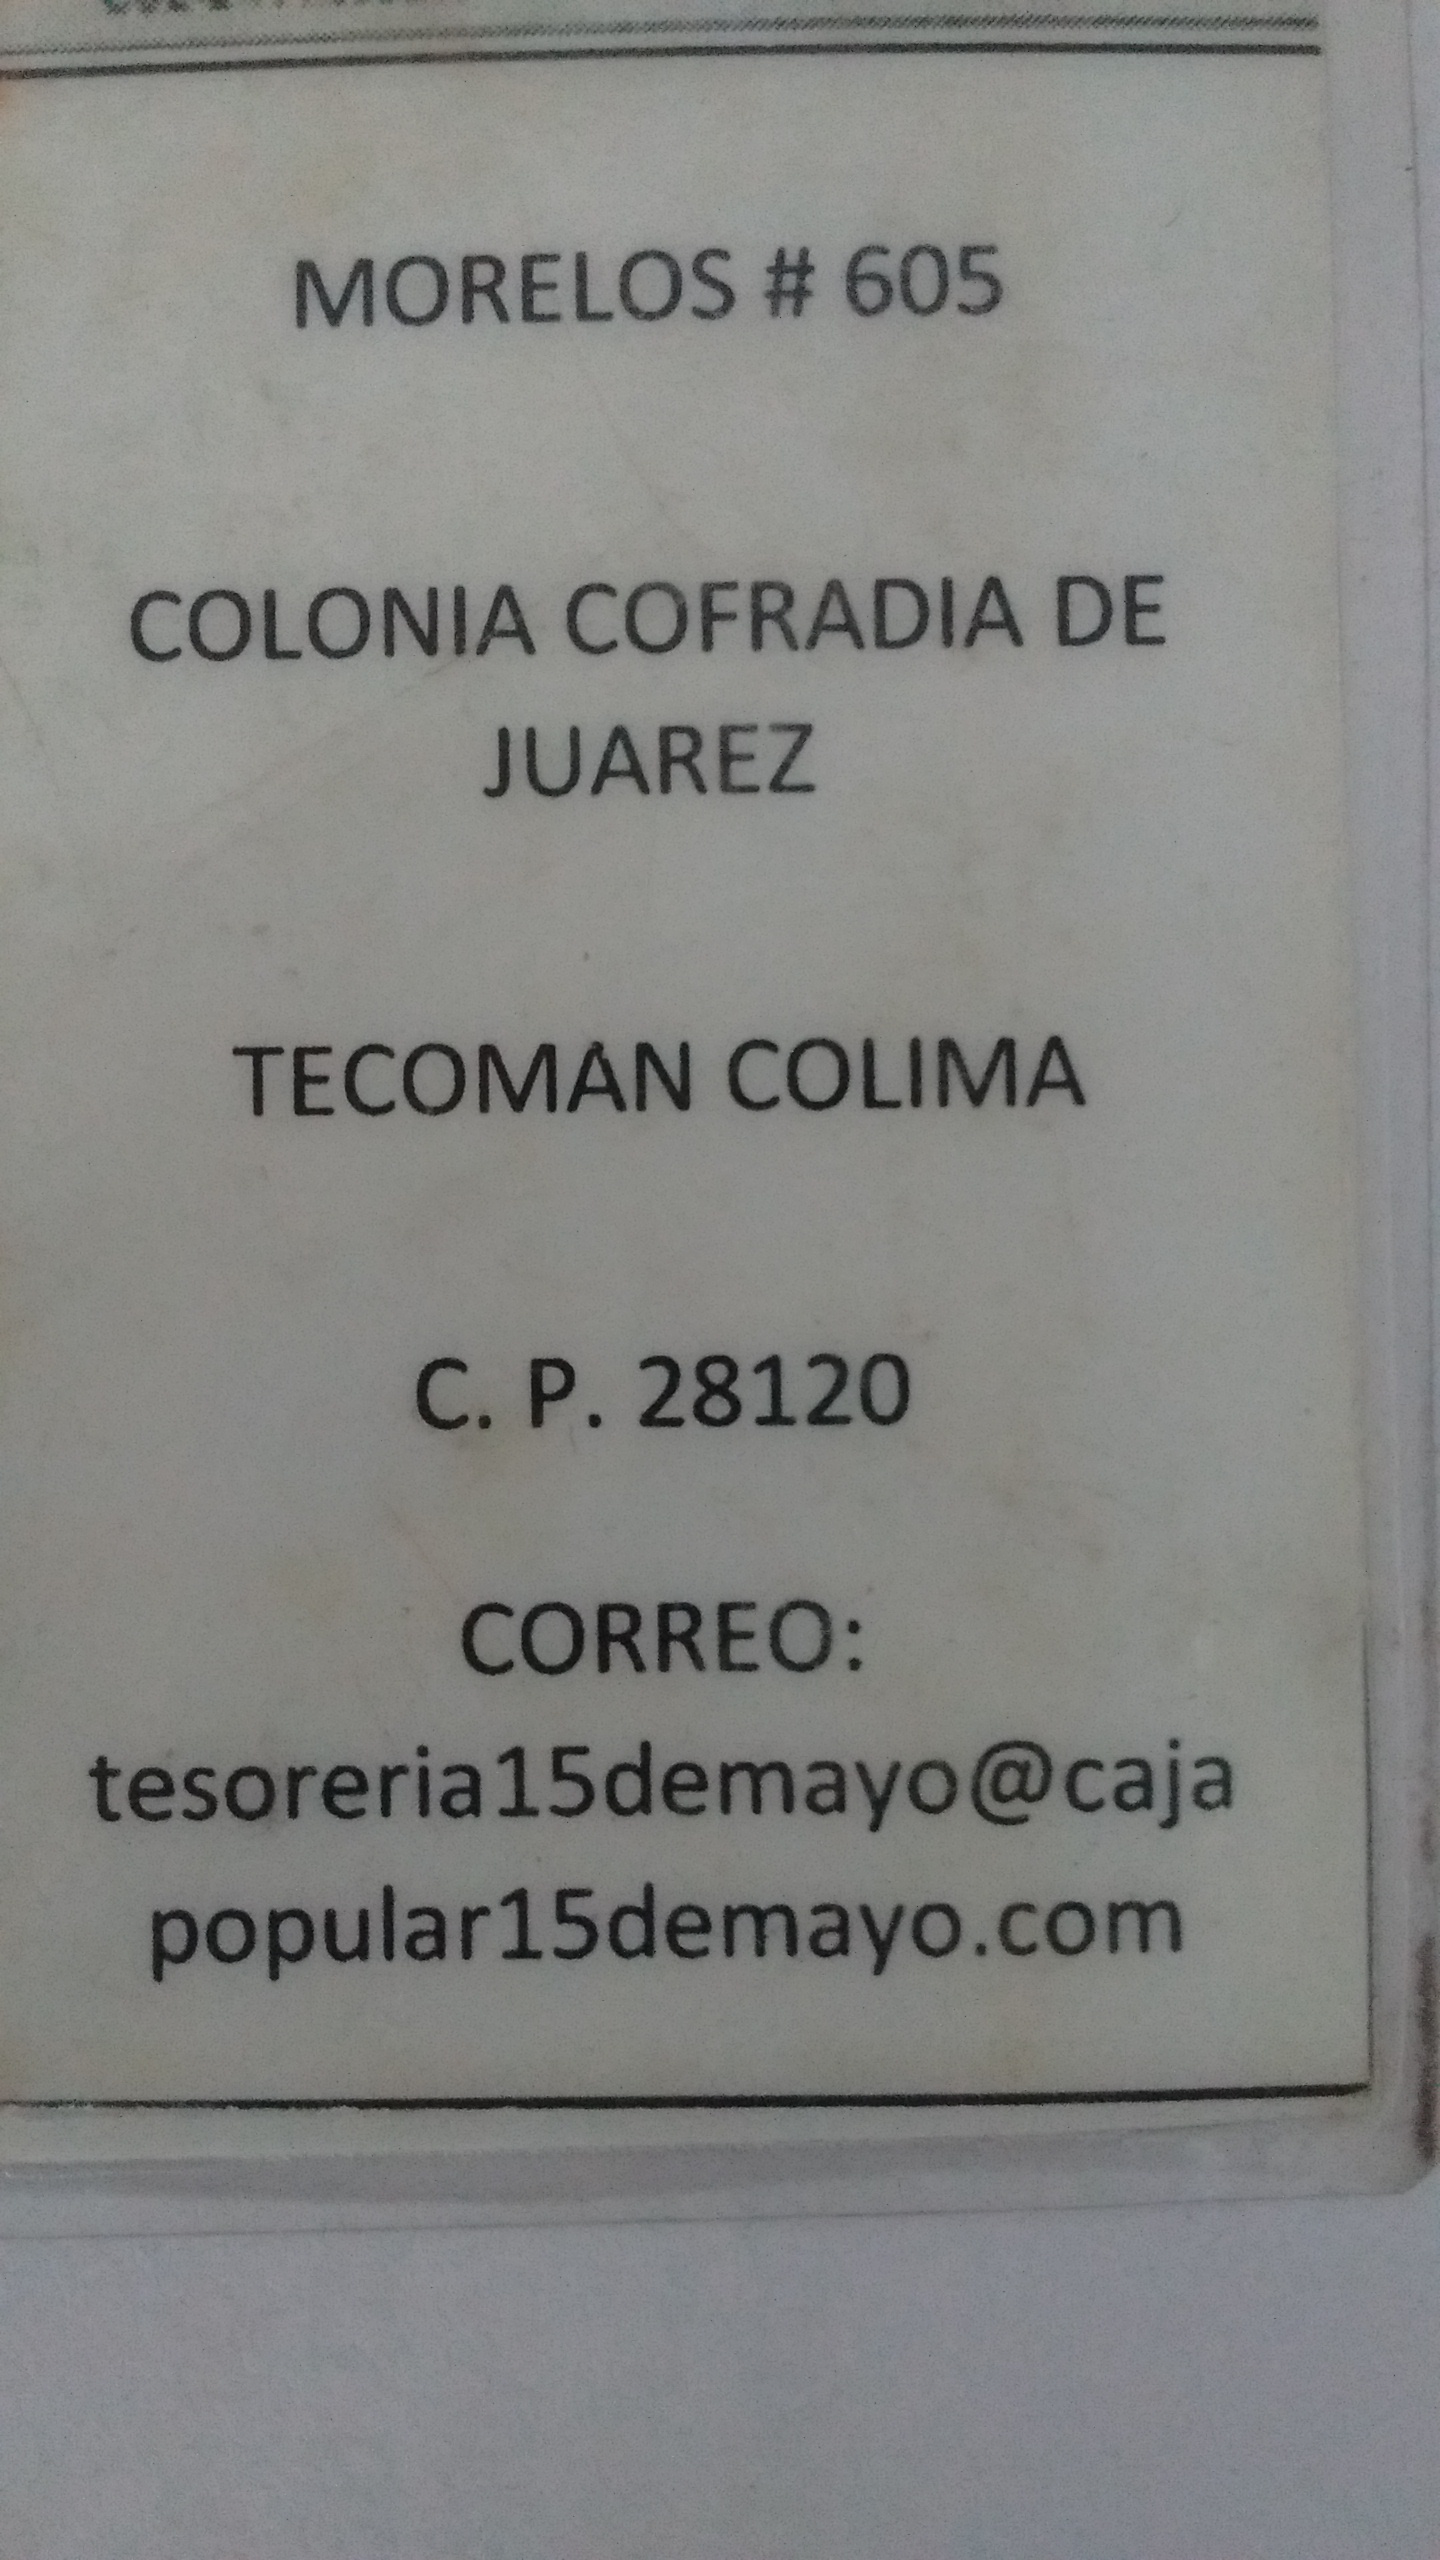 MORELOS # 605
COLONIA COFRADIA DE
JUAREZ
TECOMAN COLIMA
C. P. 28120
CORREO:
tesoreria15demayo@caja
popular15demayo.com